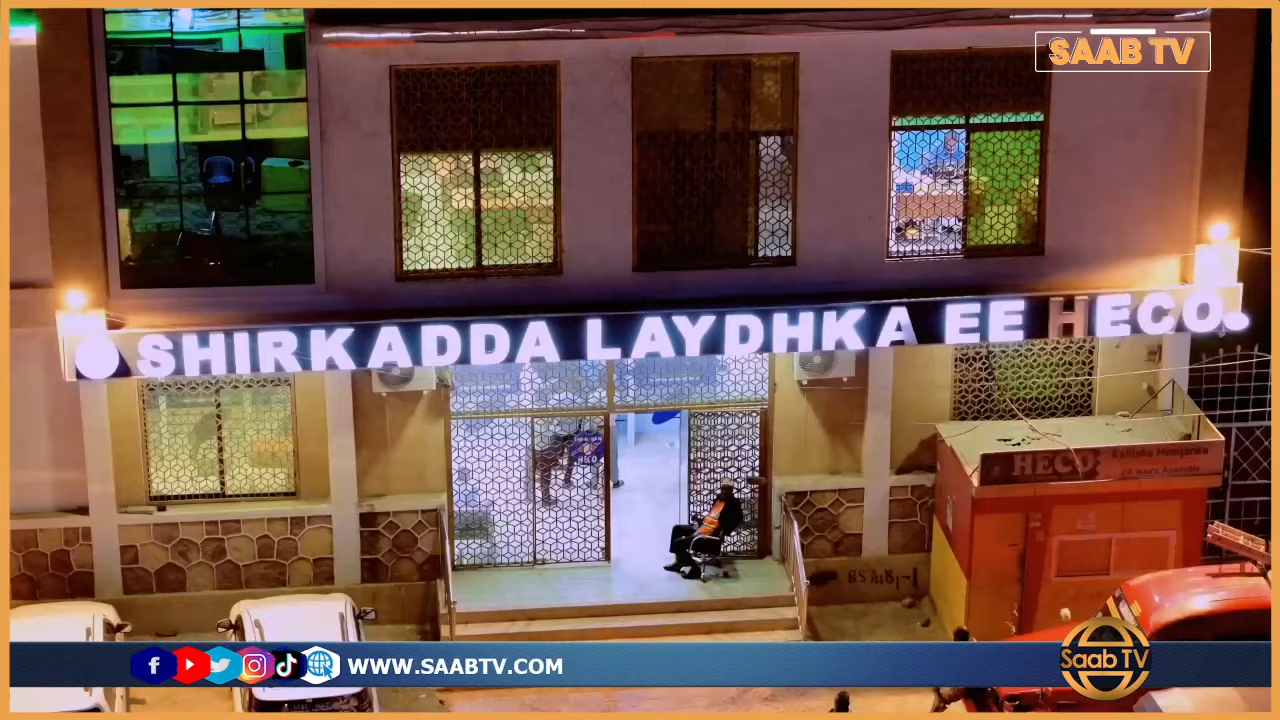 SAAB TV
SHIRKADDA LAYDHKA EE HECO
HECO
HECO
24 hours Available
WWW.SAABTV.COM
Saab TV